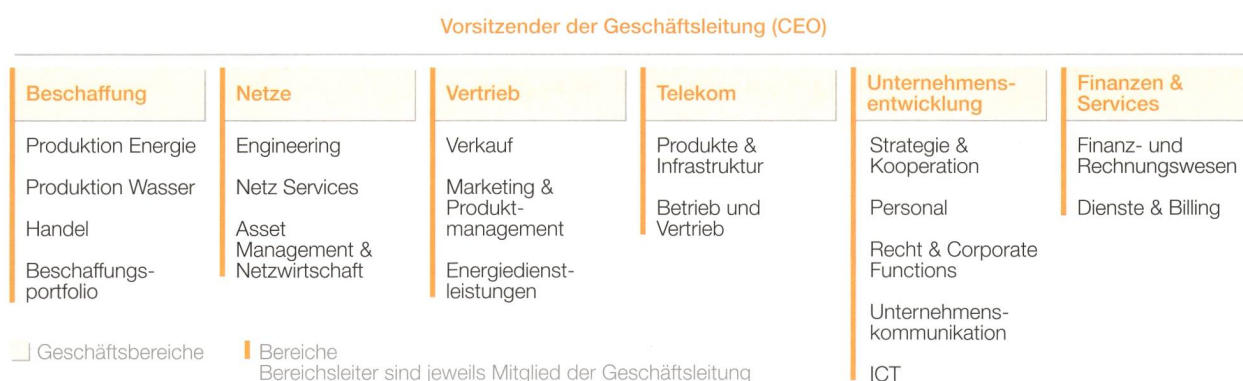 Vorsitzender der Geschäftsleitung (CEO)
Beschaffung
Produktion Energie
Produktion Wasser
Handel
Beschaffungs-
portfolio
Netze
Engineering
Netz Services
Asset
Management &
Netzwirtschaft
Vertrieb
Verkauf
Marketing &
Produkt-
management
Energiedienst-
leistungen
Telekom
Produkte &
Infrastruktur
Betrieb und
Vertrieb
Unternehmens-
entwicklung
Strategie &
Kooperation
Personal
Recht & Corporate
Functions
Unternehmens-
kommunikation
ICT
Finanzen &
Services
Finanz- und
Rechnungswesen
Dienste & Billing
Geschäftsbereiche
Bereiche
Bereichsleiter sind jeweils Mitglied der Geschäftsleitung